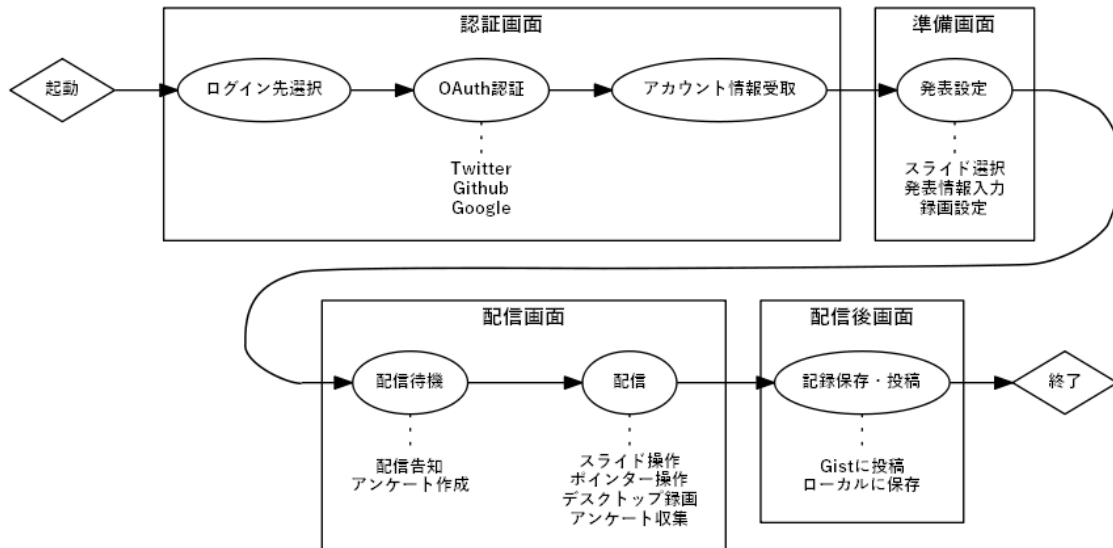 認証画面
準備画面
起動
ログイン先選択
OAuth認証
アカウント情報受取
発表設定
Twitter
Github
Google
スライド選択
発表情報入力
録画設定
配信画面
配信後画面
配信待機
配信
記録保存・投稿
終了
配信告知
アンケート作成
スライド操作
ポインター操作
デスクトップ録画
アンケート収集
Gistに投稿
ローカルに保存